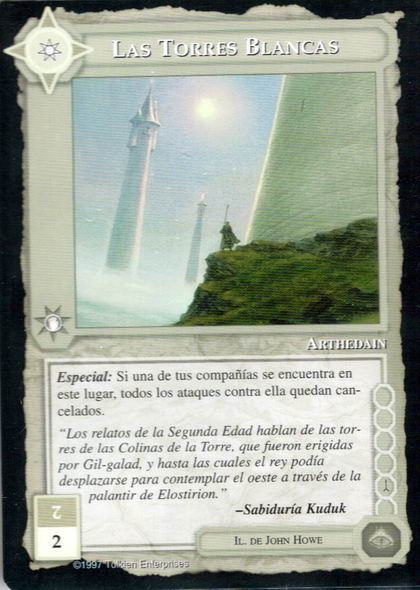 Las Torres Blancas
Arthedain
Especial: Si una de tus compañías se encuentra en
este lugar, todos los ataques contra ella quedan can-
celados.
“Los relatos de la Segunda Edad hablan de las tor-
res de las Colinas de la Torre, que fueron erigidas
por Gil-galad, y hasta las cuales el rey podía
desplazarse para contemplar el oeste a través de la
palantir de Elostirion.”
–Sabiduría Kuduk
2
2
Il. de John Howe
©1997 Tolkien Enterprises